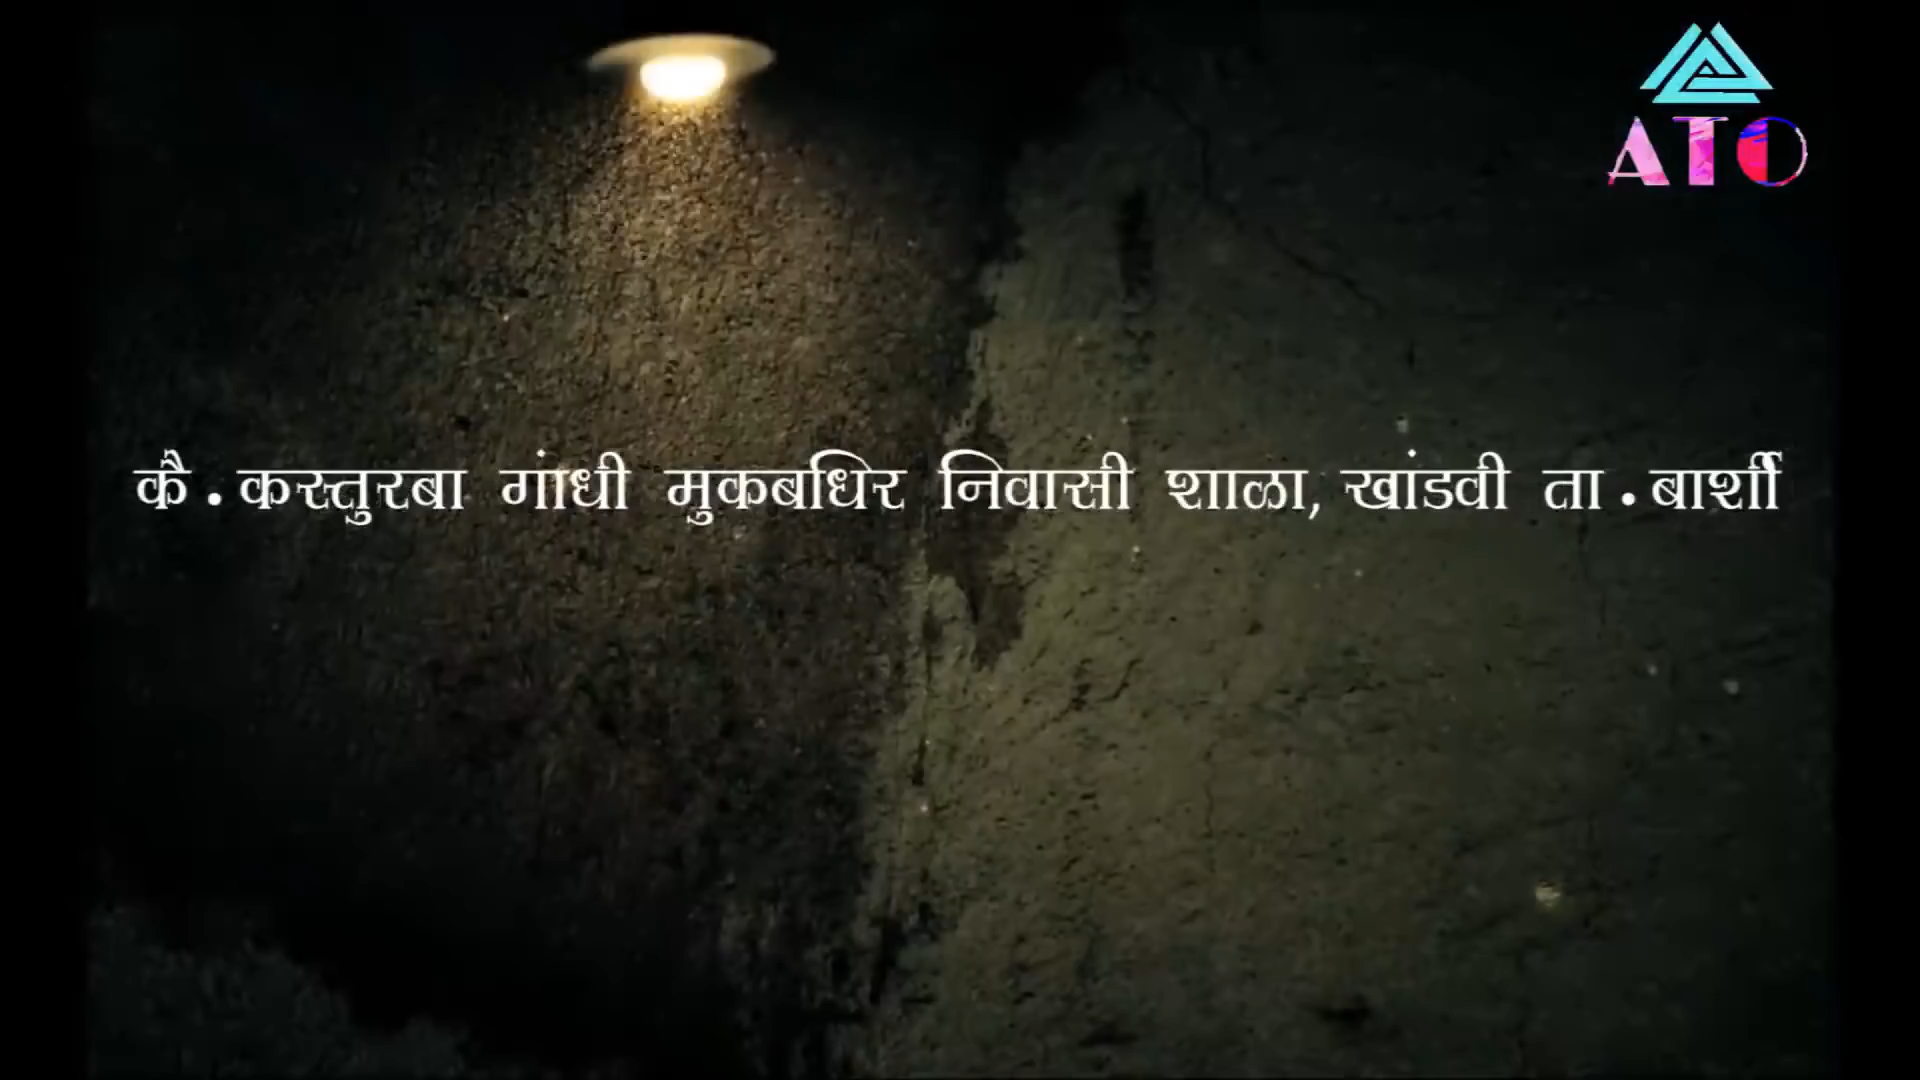 ATO
कै.कस्तुरबा गांधी मुकबधिर निवासी शाळा, खांडवी ता.बार्शी